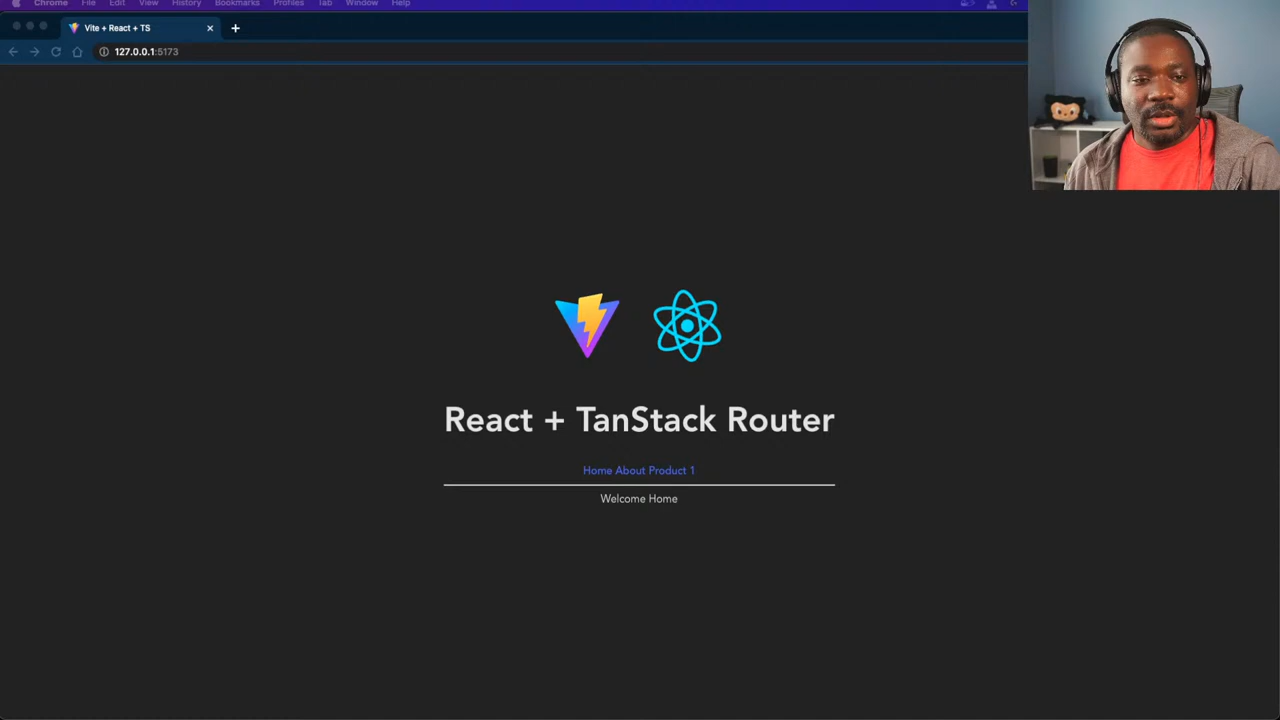 Chrome File Edit View History Bookmarks Profiles Tab Window Help
Vite + React + TS
127.0.0.1:5173
React + TanStack Router
Home About Product 1
Welcome Home